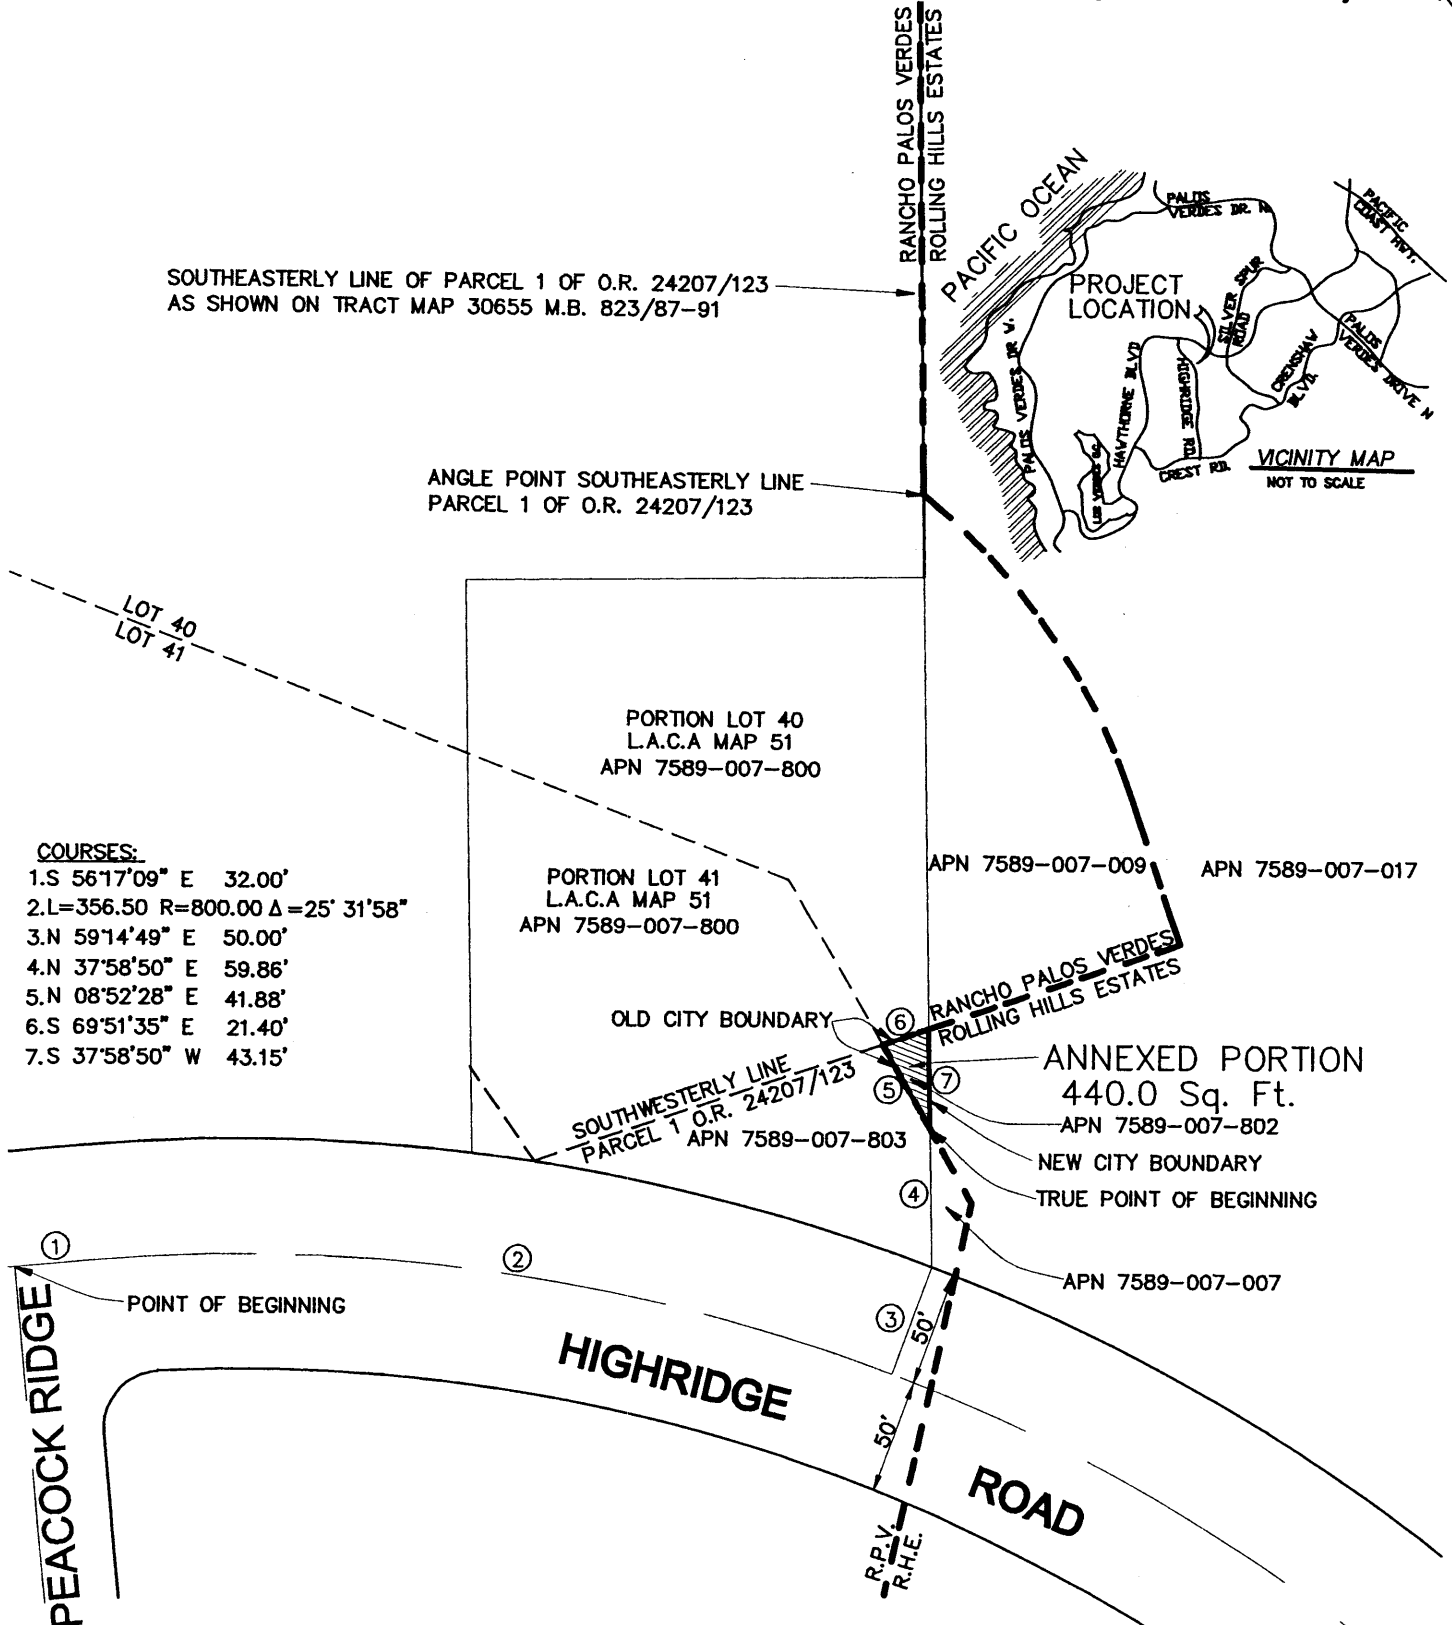 RANCHO PALOS VERDES
ROLLING HILLS ESTATES
SOUTHEASTERLY LINE OF PARCEL 1 OF O.R. 24207/123
AS SHOWN ON TRACT MAP 30655 M.B. 823/87-91
PACIFIC OCEAN
PALOS
VERDES DR. N.
PACIFIC
COAST HWY.
PROJECT
LOCATION
SILVER SPUR
ROAD
PALOS VERDES DR W.
HAWTHORNE BLVD
HIGHRIDGE RD.
CRENSHAW
BLVD.
PALOS
VERDES DRIVE N
CREST RD.
VICINITY MAP
NOT TO SCALE
ANGLE POINT SOUTHEASTERLY LINE
PARCEL 1 OF O.R. 24207/123
LOT 40
LOT 41
PORTION LOT 40
L.A.C.A MAP 51
APN 7589-007-800
COURSES:
1.S 56°17'09" E 32.00'
2.L=356.50 R=800.00 Δ=25° 31'58"
3.N 59°14'49" E 50.00'
4.N 37°58'50" E 59.86'
5.N 08°52'28" E 41.88'
6.S 69°51'35" E 21.40'
7.S 37°58'50" W 43.15'
PORTION LOT 41
L.A.C.A MAP 51
APN 7589-007-800
APN 7589-007-009
APN 7589-007-017
RANCHO PALOS VERDES
ROLLING HILLS ESTATES
OLD CITY BOUNDARY
6
5
7
ANNEXED PORTION
440.0 Sq. Ft.
SOUTHWESTERLY LINE
PARCEL 1 O.R. 24207/123
APN 7589-007-803
APN 7589-007-802
NEW CITY BOUNDARY
TRUE POINT OF BEGINNING
4
1
2
3
POINT OF BEGINNING
APN 7589-007-007
50'
50'
PEACOCK RIDGE
HIGHRIDGE
ROAD
R.P.V.
R.H.E.